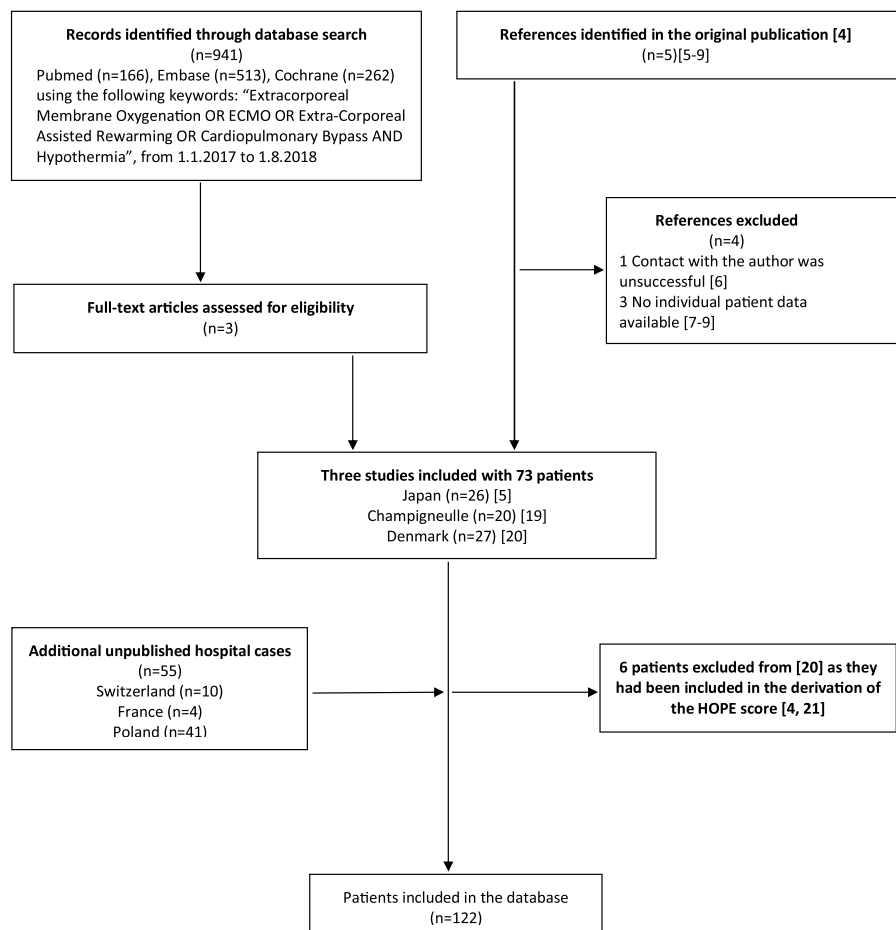 Records identified through database search
(n=941)
Pubmed (n=166), Embase (n=513), Cochrane (n=262)
using the following keywords: “Extracorporeal
Membrane Oxygenation OR ECMO OR Extra-Corporeal
Assisted Rewarming OR Cardiopulmonary Bypass AND
Hypothermia”, from 1.1.2017 to 1.8.2018
References identified in the original publication [4]
(n=5)[5-9]
References excluded
(n=4)
1 Contact with the author was
unsuccessful [6]
3 No individual patient data
available [7-9]
Full-text articles assessed for eligibility
(n=3)
Three studies included with 73 patients
Japan (n=26) [5]
Champigneulle (n=20) [19]
Denmark (n=27) [20]
Additional unpublished hospital cases
(n=55)
Switzerland (n=10)
France (n=4)
Poland (n=41)
6 patients excluded from [20] as they
had been included in the derivation of
the HOPE score [4, 21]
Patients included in the database
(n=122)